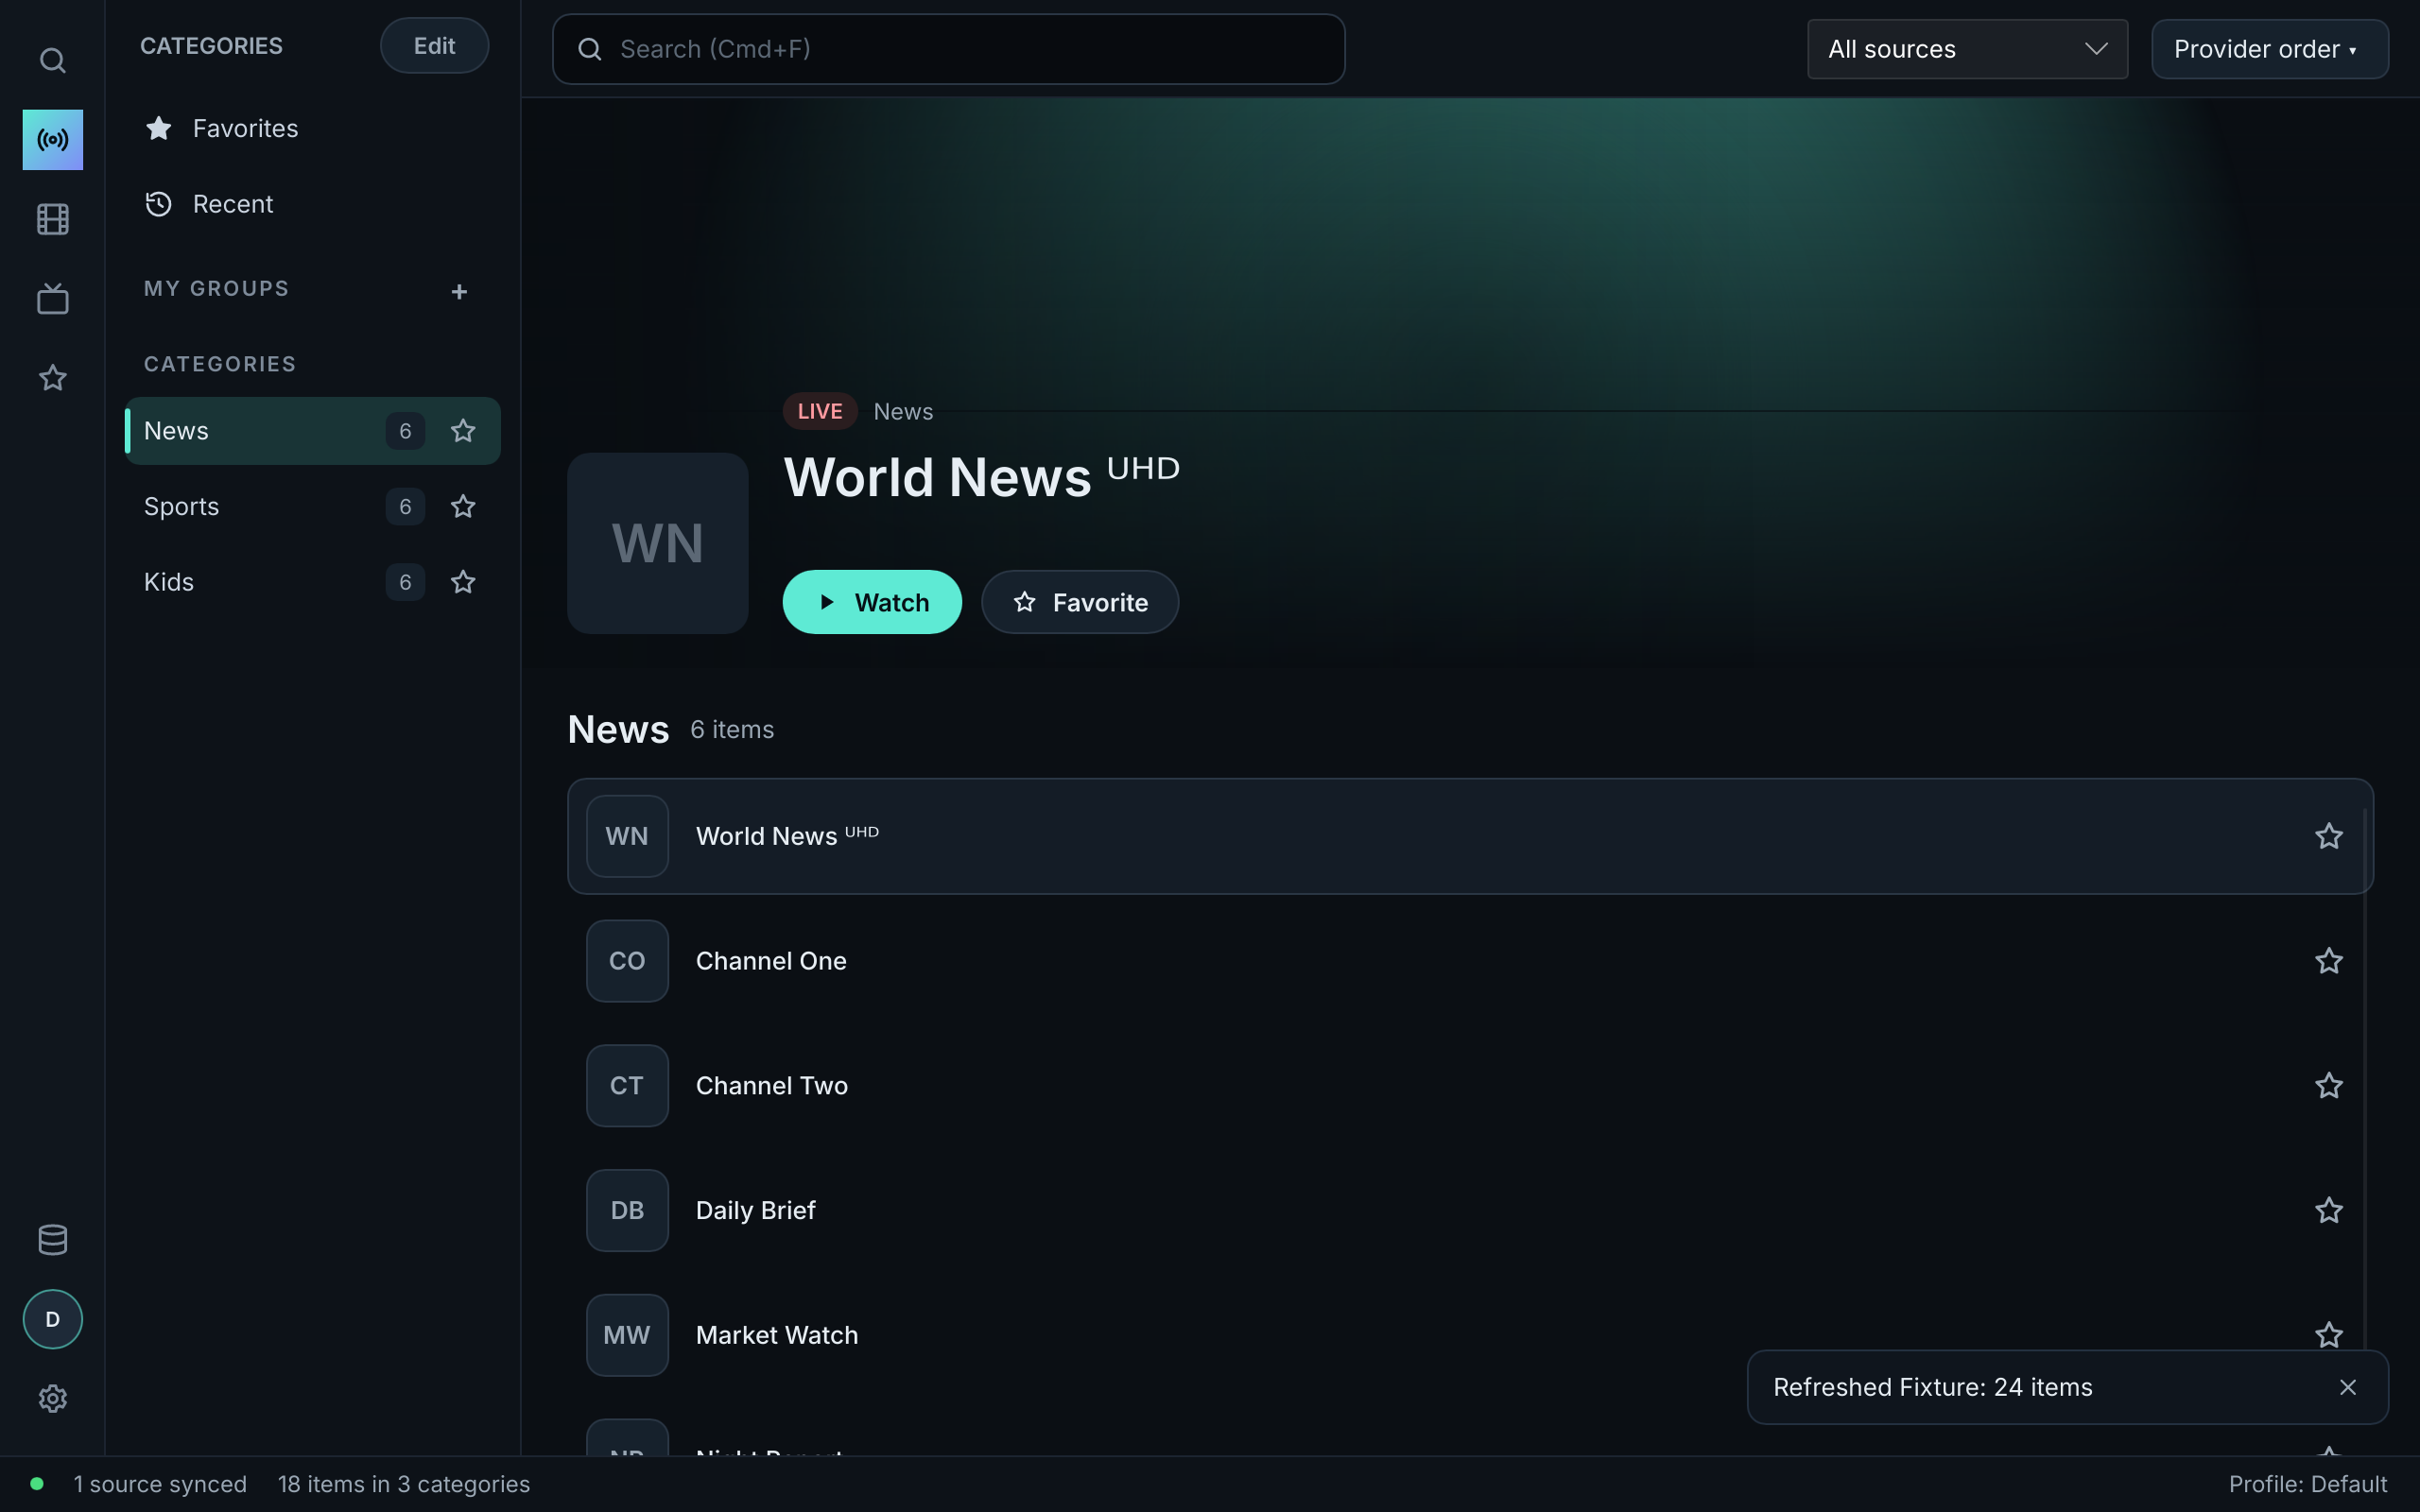 CATEGORIES
Edit
Search (Cmd+F)
All sources
Provider order
Favorites
Recent
MY GROUPS
+
CATEGORIES
News 6
Sports 6
Kids 6
LIVE News
World News UHD
WN
Watch
Favorite
News 6 items
WN World News UHD
CO Channel One
CT Channel Two
DB Daily Brief
MW Market Watch
Refreshed Fixture: 24 items
NR Night Report
D
1 source synced
18 items in 3 categories
Profile: Default